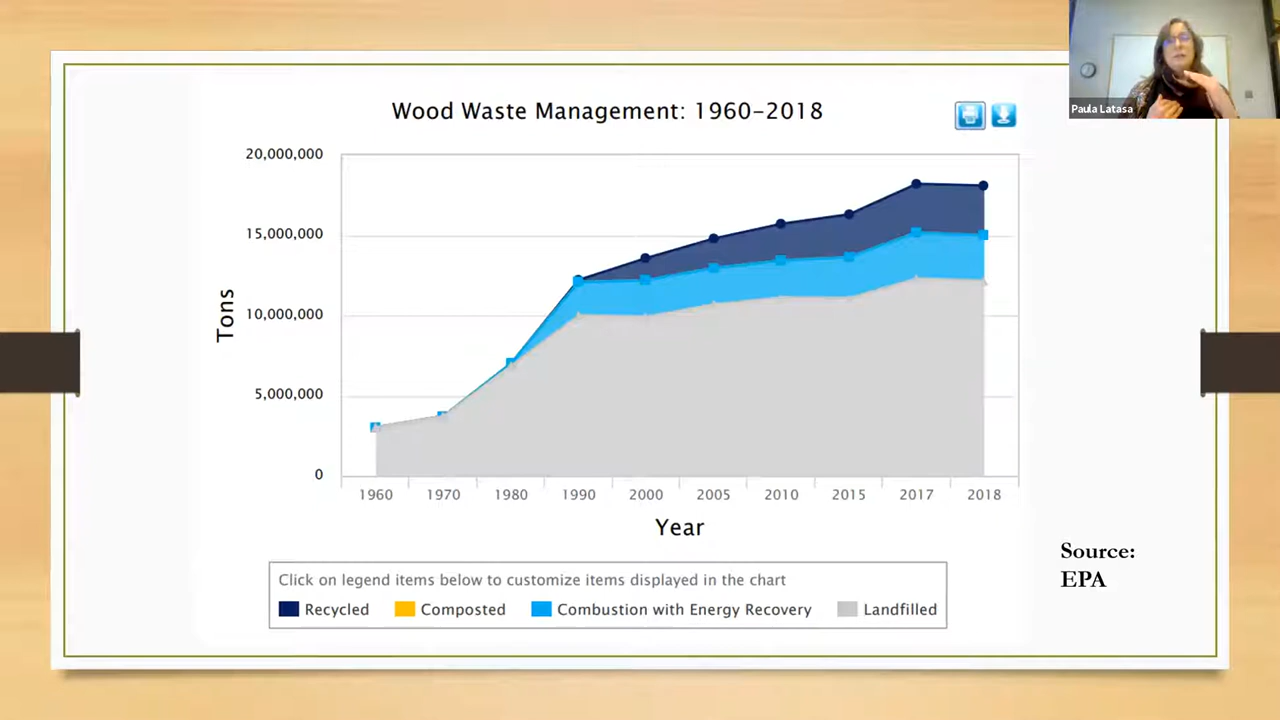 Wood Waste Management: 1960-2018
Paula Latasa
Tons
20,000,000
15,000,000
10,000,000
5,000,000
0
1960 1970 1980 1990 2000 2005 2010 2015 2017 2018
Year
Source:
EPA
Click on legend items below to customize items displayed in the chart
Recycled Composted Combustion with Energy Recovery Landfilled